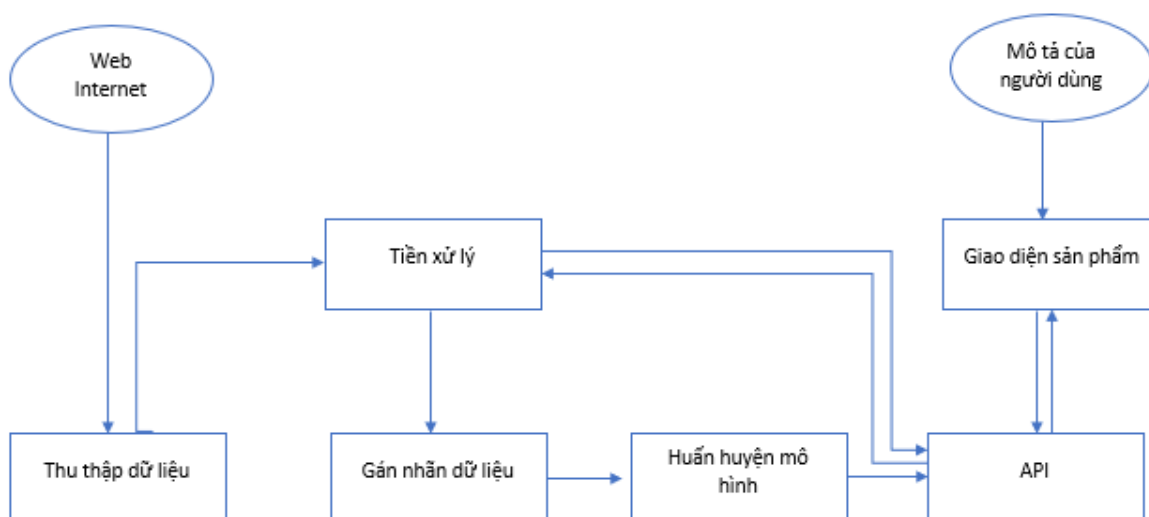 Web
Internet
Mô tả của
người dùng
Tiền xử lý
Giao diện sản phẩm
Thu thập dữ liệu
Gán nhãn dữ liệu
Huấn huyện mô
hình
API